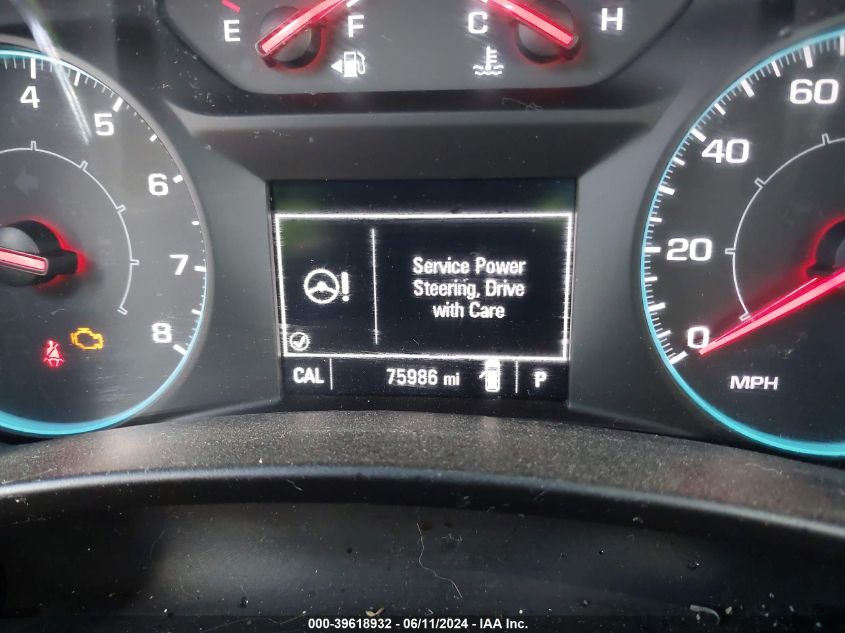 E F C H
4 5 6 7 8
60 40 20 0
MPH
Service Power
Steering, Drive
with Care
CAL 75986 mi P
000-39618932 - 06/11/2024 - IAA Inc.